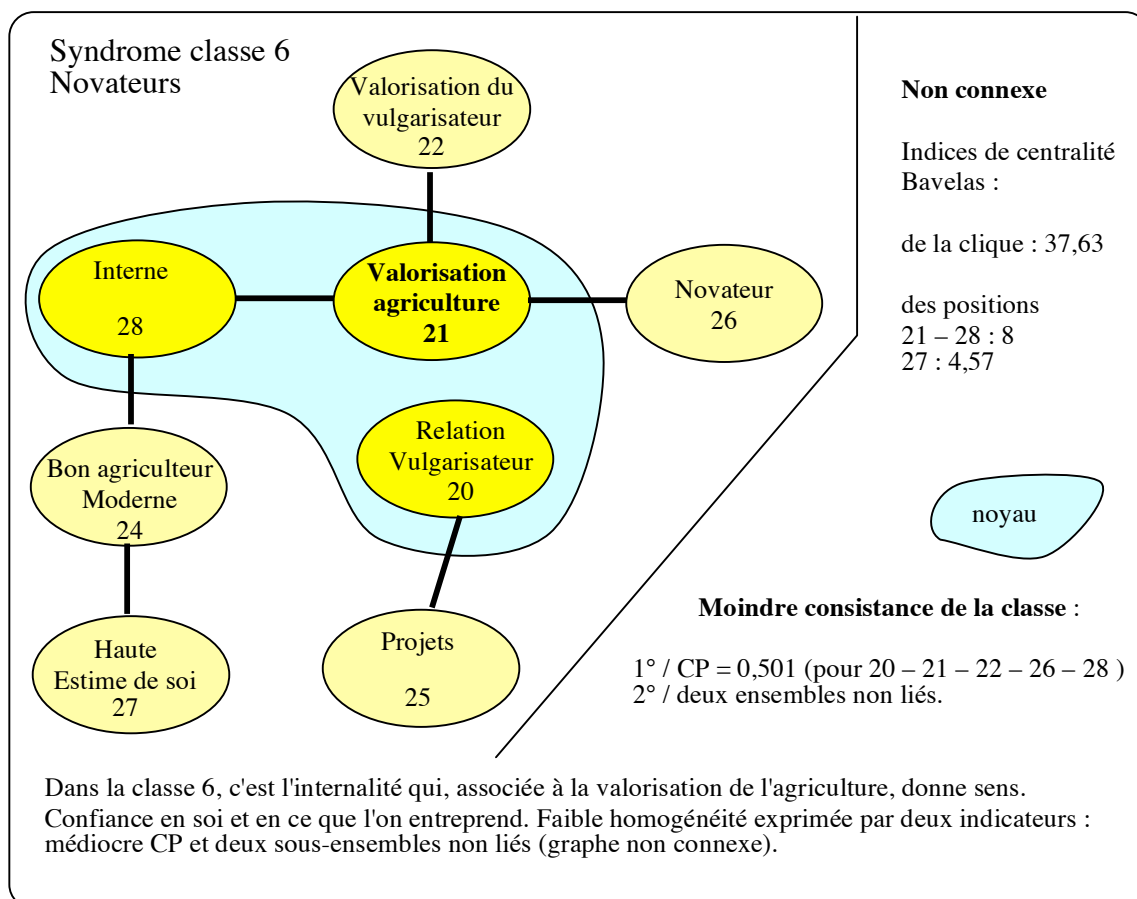 Syndrome classe 6
Novateurs
Valorisation du
vulgarisateur
22
Interne
28
Valorisation
agriculture
21
Novateur
26
Relation
Vulgarisateur
20
Bon agriculteur
Moderne
24
Haute
Estime de soi
27
Projets
25
Non connexe
Indices de centralité
Bavelas :
de la clique : 37,63
des positions
21 – 28 : 8
27 : 4,57
noyau
Moindre consistance de la classe :
1° / CP = 0,501 (pour 20 – 21 – 22 – 26 – 28 )
2° / deux ensembles non liés.
Dans la classe 6, c'est l'internalité qui, associée à la valorisation de l'agriculture, donne sens.
Confiance en soi et en ce que l'on entreprend. Faible homogénéité exprimée par deux indicateurs :
médiocre CP et deux sous-ensembles non liés (graphe non connexe).